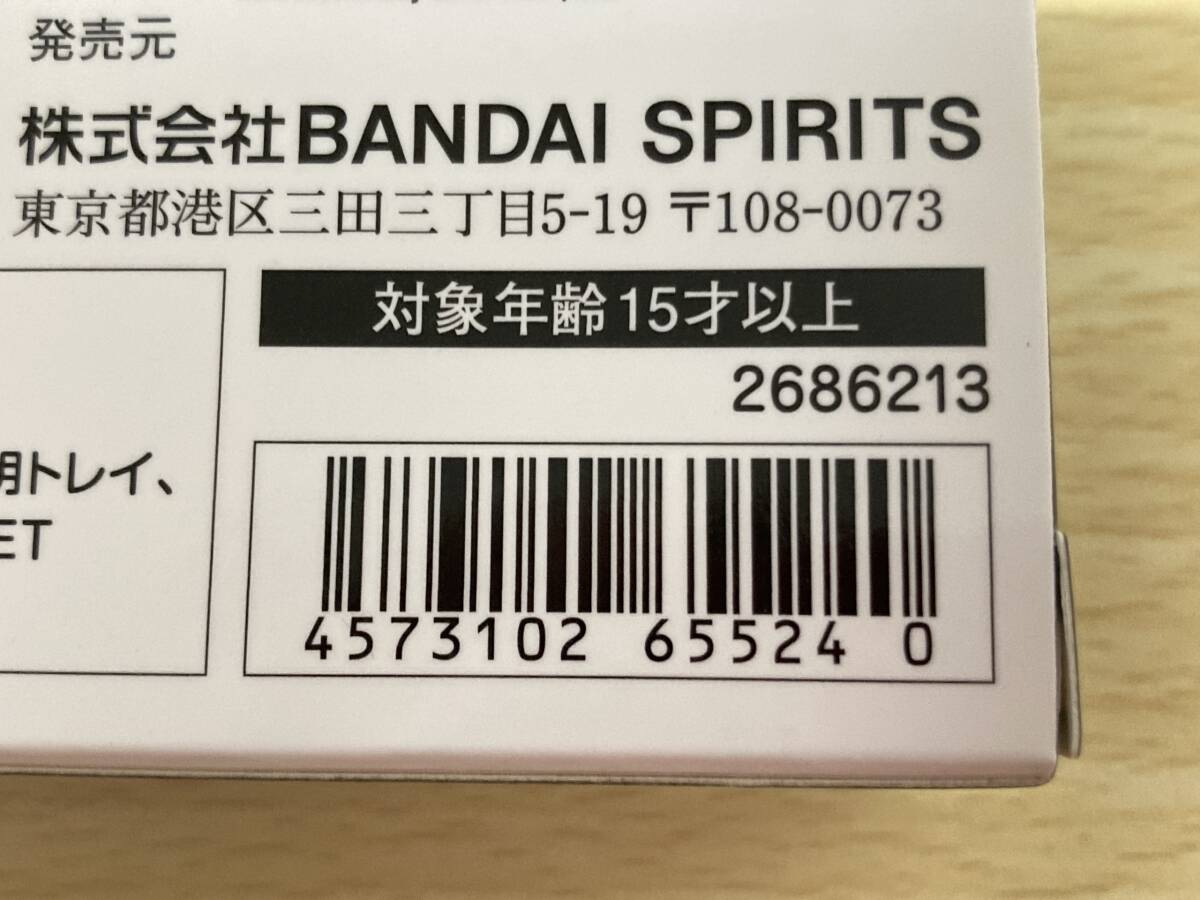 発売元
株式会社BANDAI SPIRITS
東京都港区三田三丁目5-19 〒108-0073
対象年齢15才以上
2686213
明トレイ、
ET
4573102 65524 0